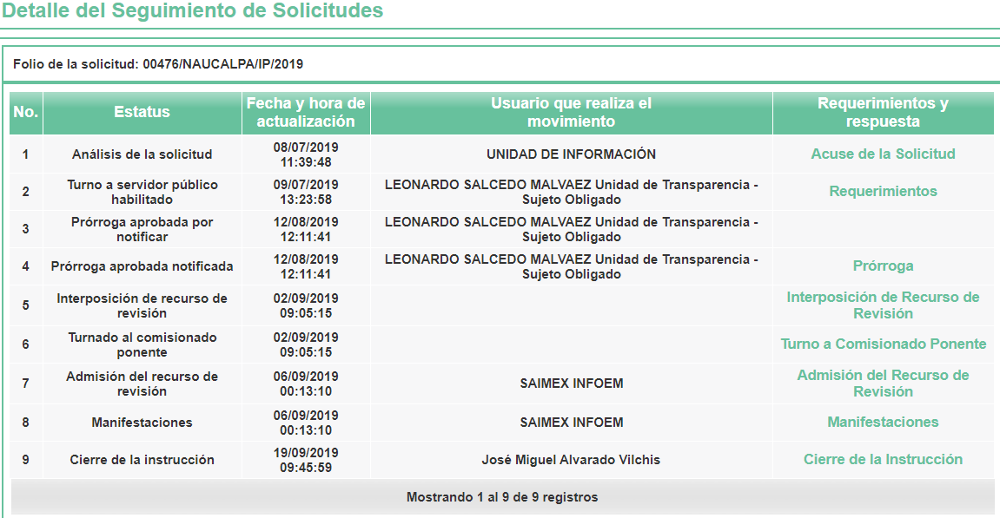 Detalle del Seguimiento de Solicitudes
Folio de la solicitud: 00476/NAUCALPA/IP/2019
No.
Estatus
Fecha y hora de
actualización
Usuario que realiza el
movimiento
Requerimientos y
respuesta
1
Análisis de la solicitud
08/07/2019
11:39:48
UNIDAD DE INFORMACIÓN
Acuse de la Solicitud
2
Turno a servidor público
habilitado
09/07/2019
13:23:58
LEONARDO SALCEDO MALVAEZ Unidad de Transparencia -
Sujeto Obligado
Requerimientos
3
Prórroga aprobada por
notificar
12/08/2019
12:11:41
LEONARDO SALCEDO MALVAEZ Unidad de Transparencia -
Sujeto Obligado
4
Prórroga aprobada notificada
12/08/2019
12:11:41
LEONARDO SALCEDO MALVAEZ Unidad de Transparencia -
Sujeto Obligado
Prórroga
5
Interposición de recurso de
revisión
02/09/2019
09:05:15
Interposición de Recurso de
Revisión
6
Turnado al comisionado
ponente
02/09/2019
09:05:15
Turno a Comisionado Ponente
7
Admisión del recurso de
revisión
06/09/2019
00:13:10
SAIMEX INFOEM
Admisión del Recurso de
Revisión
8
Manifestaciones
06/09/2019
00:13:10
SAIMEX INFOEM
Manifestaciones
9
Cierre de la instrucción
19/09/2019
09:45:59
José Miguel Alvarado Vilchis
Cierre de la Instrucción
Mostrando 1 al 9 de 9 registros